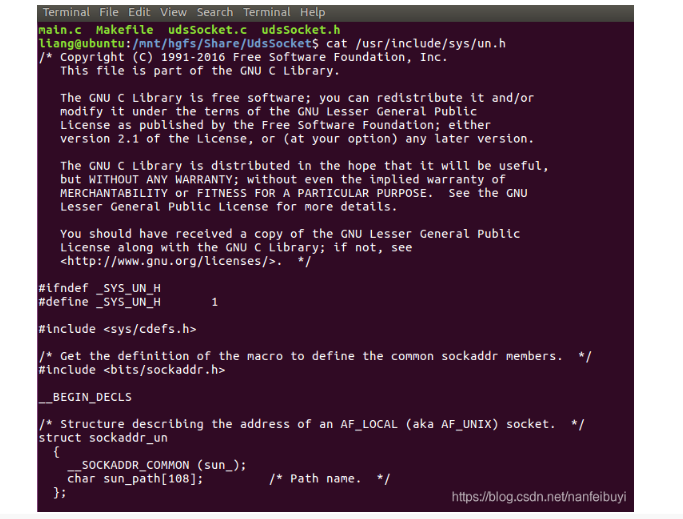 Terminal File Edit View Search Terminal Help
main.c Makefile udsSocket.c udsSocket.h
liang@ubuntu:/mnt/hgfs/Share/UdsSocket$ cat /usr/include/sys/un.h
/* Copyright (C) 1991-2016 Free Software Foundation, Inc.
   This file is part of the GNU C Library.

   The GNU C Library is free software; you can redistribute it and/or
   modify it under the terms of the GNU Lesser General Public
   License as published by the Free Software Foundation; either
   version 2.1 of the License, or (at your option) any later version.

   The GNU C Library is distributed in the hope that it will be useful,
   but WITHOUT ANY WARRANTY; without even the implied warranty of
   MERCHANTABILITY or FITNESS FOR A PARTICULAR PURPOSE.  See the GNU
   Lesser General Public License for more details.

   You should have received a copy of the GNU Lesser General Public
   License along with the GNU C Library; if not, see
   <http://www.gnu.org/licenses/>.  */

#ifndef _SYS_UN_H
#define _SYS_UN_H       1

#include <sys/cdefs.h>

/* Get the definition of the macro to define the common sockaddr members.  */
#include <bits/sockaddr.h>

__BEGIN_DECLS

/* Structure describing the address of an AF_LOCAL (aka AF_UNIX) socket.  */
struct sockaddr_un
  {
    __SOCKADDR_COMMON (sun_);
    char sun_path[108];         /* Path name.  */
  };
https://blog.csdn.net/nanfeibuyi